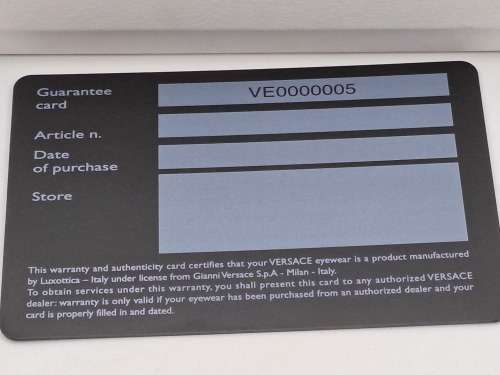 Guarantee card VE0000005
Article n.
Date of purchase
Store
This warranty and authenticity card certifies that your VERSACE eyewear is a product manufactured
by Luxottica – Italy under license from Gianni Versace S.p.A - Milan - Italy.
To obtain services under this warranty, you shall present this card to any authorized VERSACE
dealer: warranty is only valid if your eyewear has been purchased from an authorized dealer and your
card is properly filled in and dated.